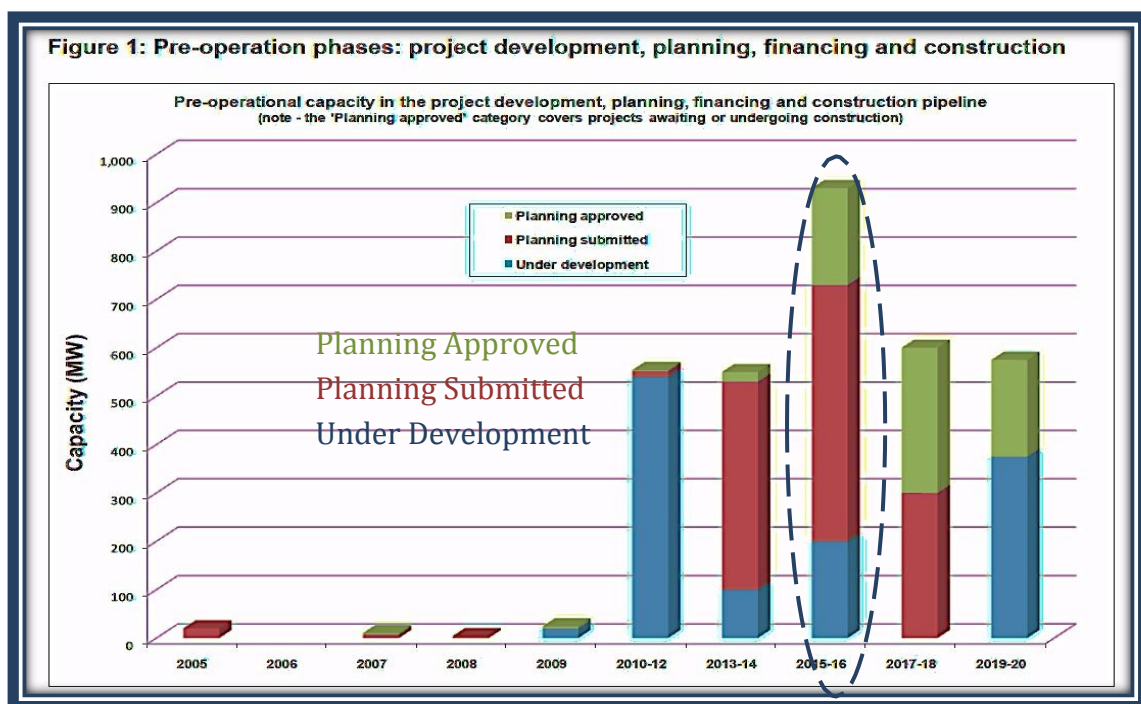 Figure 1: Pre-operation phases: project development, planning, financing and construction
Pre-operational capacity in the project development, planning, financing and construction pipeline
(note - the 'Planning approved' category covers projects awaiting or undergoing construction)
1,000
900
800
700
600
500
400
300
200
100
0
Capacity (MW)
Planning approved
Planning submitted
Under development
Planning Approved
Planning Submitted
Under Development
2005 2006 2007 2008 2009 2010-12 2013-14 2015-16 2017-18 2019-20